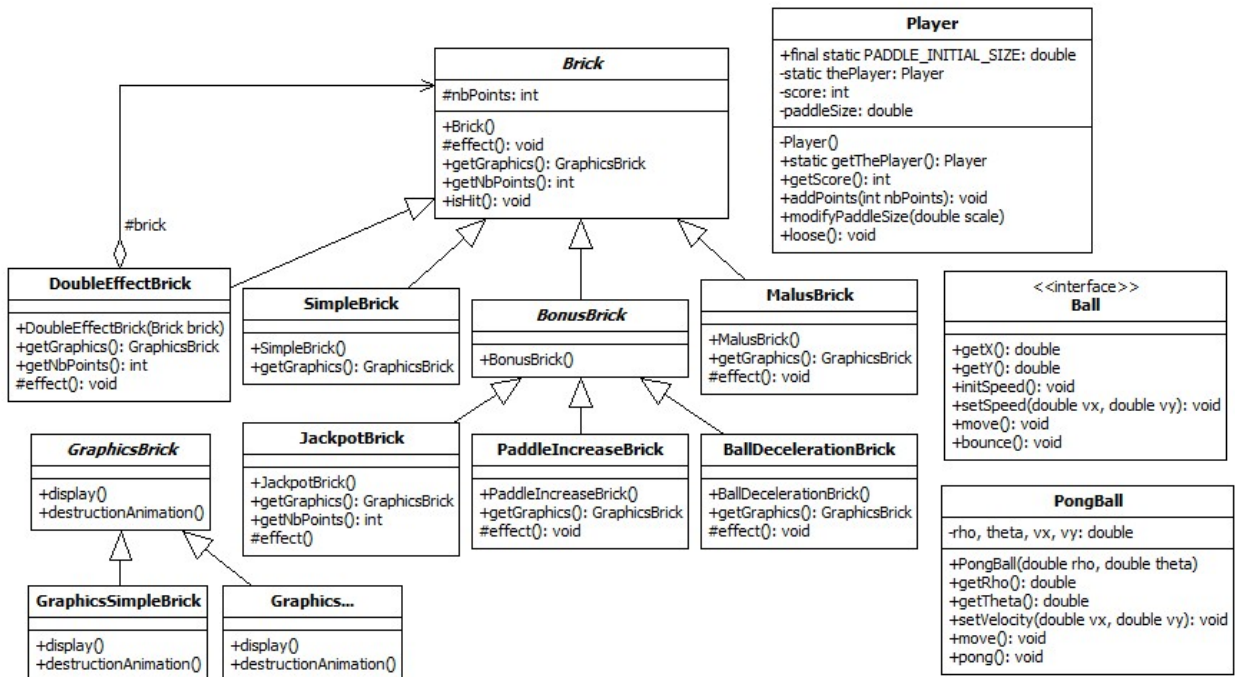 Brick
#nbPoints: int
+Brick()
#effect(): void
+getGraphics(): GraphicsBrick
+getNbPoints(): int
+isHit(): void
Player
+final static PADDLE_INITIAL_SIZE: double
-static thePlayer: Player
-score: int
-paddleSize: double
-Player()
+static getThePlayer(): Player
+getScore(): int
+addPoints(int nbPoints): void
+modifyPaddleSize(double scale)
+loose(): void
#brick
DoubleEffectBrick
+DoubleEffectBrick(Brick brick)
+getGraphics(): GraphicsBrick
+getNbPoints(): int
#effect(): void
SimpleBrick
+SimpleBrick()
+getGraphics(): GraphicsBrick
BonusBrick
+BonusBrick()
MalusBrick
+MalusBrick()
+getGraphics(): GraphicsBrick
#effect(): void
<<interface>>
Ball
+getX(): double
+getY(): double
+initSpeed(): void
+setSpeed(double vx, double vy): void
+move(): void
+bounce(): void
GraphicsBrick
+display()
+destructionAnimation()
JackpotBrick
+JackpotBrick()
+getGraphics(): GraphicsBrick
+getNbPoints(): int
#effect()
PaddleIncreaseBrick
+PaddleIncreaseBrick()
+getGraphics(): GraphicsBrick
#effect(): void
BallDecelerationBrick
+BallDecelerationBrick()
+getGraphics(): GraphicsBrick
#effect(): void
PongBall
-rho, theta, vx, vy: double
+PongBall(double rho, double theta)
+getRho(): double
+getTheta(): double
+setVelocity(double vx, double vy): void
+move(): void
+pong(): void
GraphicsSimpleBrick
+display()
+destructionAnimation()
Graphics...
+display()
+destructionAnimation()